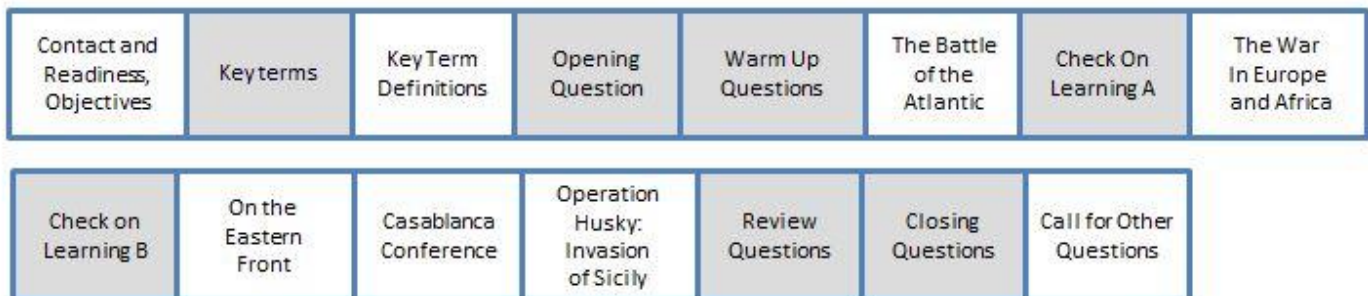 Contact and
Readiness,
Objectives
Key terms
Key Term
Definitions
Opening
Question
Warm Up
Questions
The Battle
of the
Atlantic
Check On
Learning A
The War
In Europe
and Africa
Check on
Learning B
On the
Eastern
Front
Casablanca
Conference
Operation
Husky:
Invasion
of Sicily
Review
Questions
Closing
Questions
Call for Other
Questions